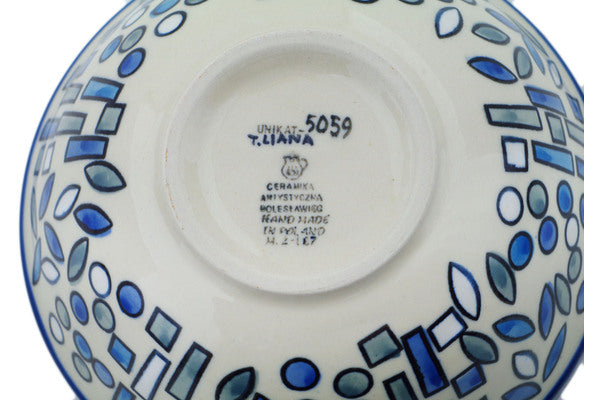 UNIKAT-5059
T.LIANA
CERAMIKA
ARTYSTYCZNA
BOLESŁAWIEC
HAND MADE
IN POLAND